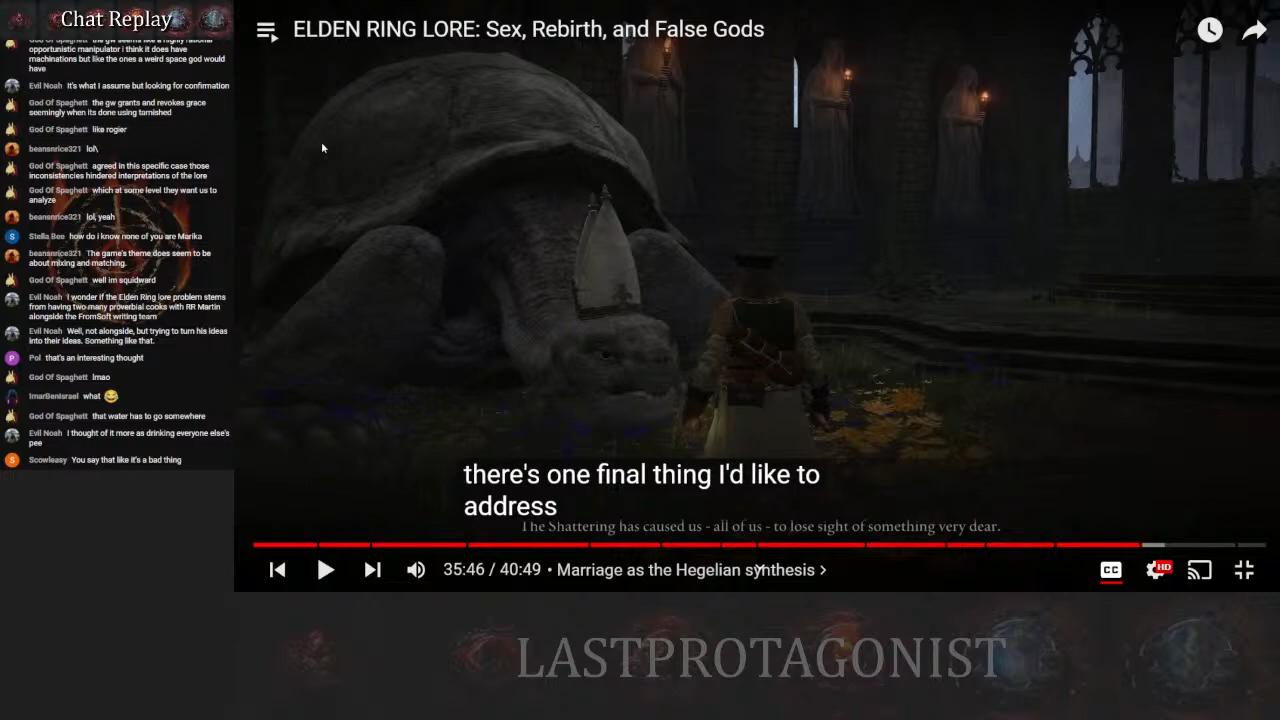 Chat Replay
God Of Spaghett the gw seems like a highly rational
opportunistic manipulator i think it does have
machinations but like the ones a weird space god would
have
Evil Noah It's what I assume but looking for confirmation
God Of Spaghett the gw grants and revokes grace
seemingly when its done using tarnished
God Of Spaghett like rogier
beansnrice321 lol\
God Of Spaghett agreed in this specific case those
inconsistencies hindered interpretations of the lore
God Of Spaghett which at some level they want us to
analyze
beansnrice321 lol, yeah
S Stella Bee how do i know none of you are Marika
beansnrice321 The game's theme does seem to be
about mixing and matching.
God Of Spaghett well im squidward
Evil Noah I wonder if the Elden Ring lore problem stems
from having two many proverbial cooks with RR Martin
alongside the FromSoft writing team
Evil Noah Well, not alongside, but trying to turn his ideas
into their ideas. Something like that.
P Pol that's an interesting thought
God Of Spaghett lmao
ImarBenIsrael what 😂
God Of Spaghett that water has to go somewhere
Evil Noah I thought of it more as drinking everyone else's
pee
S Scowleasy You say that like it's a bad thing
ELDEN RING LORE: Sex, Rebirth, and False Gods
there's one final thing I'd like to
address
The Shattering has caused us - all of us - to lose sight of something very dear.
35:46 / 40:49 • Marriage as the Hegelian synthesis >
CC
HD
LASTPROTAGONIST